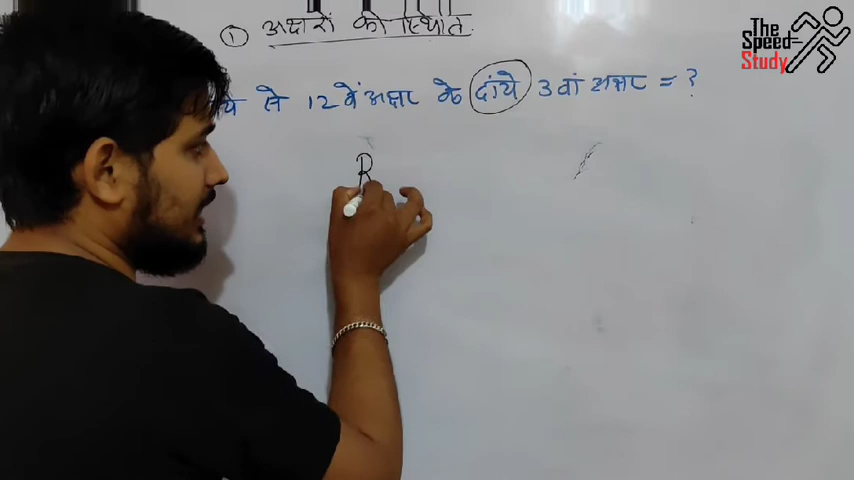 ① अक्षरों की स्थिति
The
Speed
Study
से 12 वें अक्षर के दांये 3 वां अक्षर = ?
R